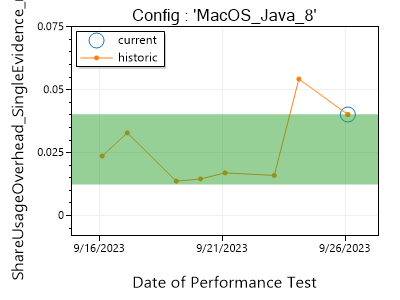 Config : 'MacOS_Java_8'
ShareUsageOverhead_SingleEvidence_
0.075
0.05
0.025
0
current
historic
9/16/2023
9/21/2023
9/26/2023
Date of Performance Test